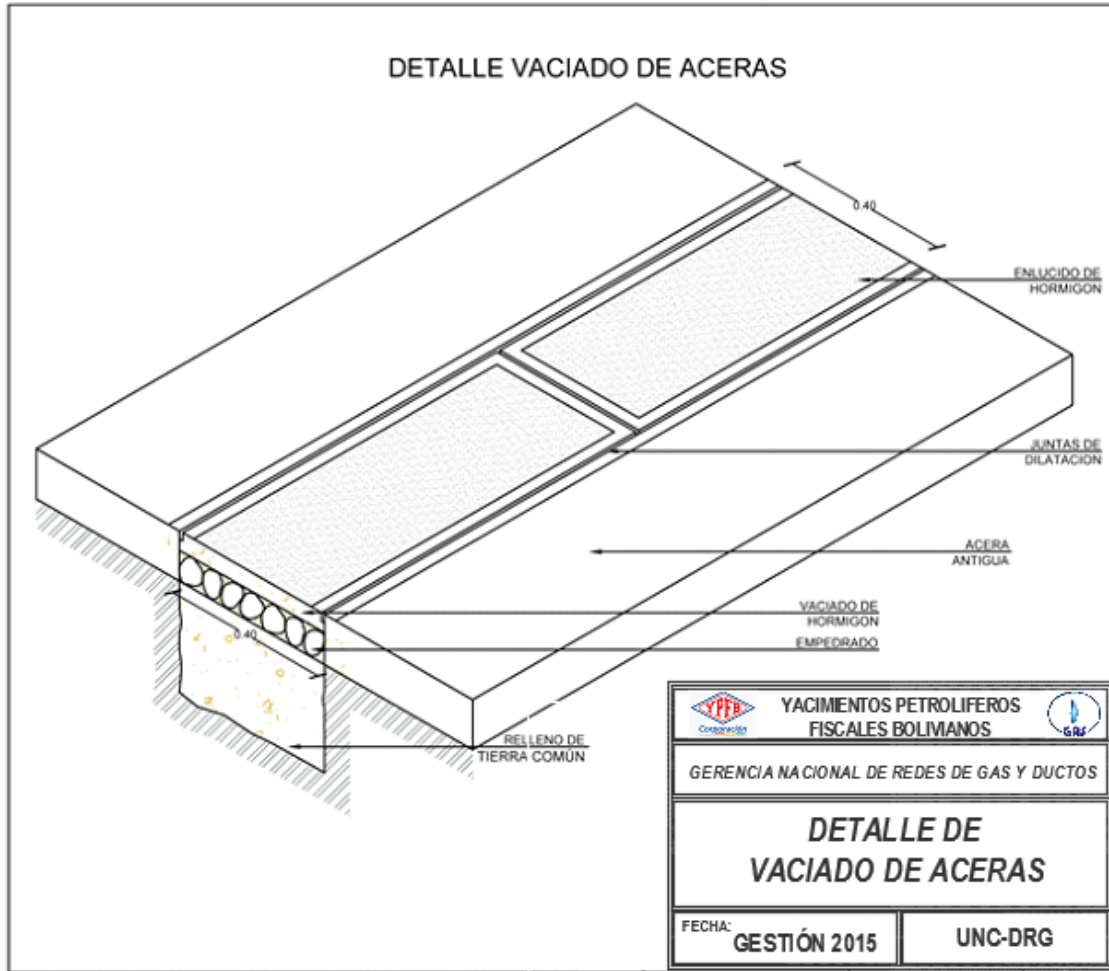 DETALLE VACIADO DE ACERAS
0.40
ENLUCIDO DE
HORMIGON
JUNTAS DE
DILATACION
ACERA
ANTIGUA
VACIADO DE
HORMIGON
0.40
EMPEDRADO
RELLENO DE
TIERRA COMÚN
YPFB
Corporación
YACIMIENTOS PETROLIFEROS
FISCALES BOLIVIANOS
GAS
GERENCIA NACIONAL DE REDES DE GAS Y DUCTOS
DETALLE DE
VACIADO DE ACERAS
FECHA:
GESTIÓN 2015
UNC-DRG